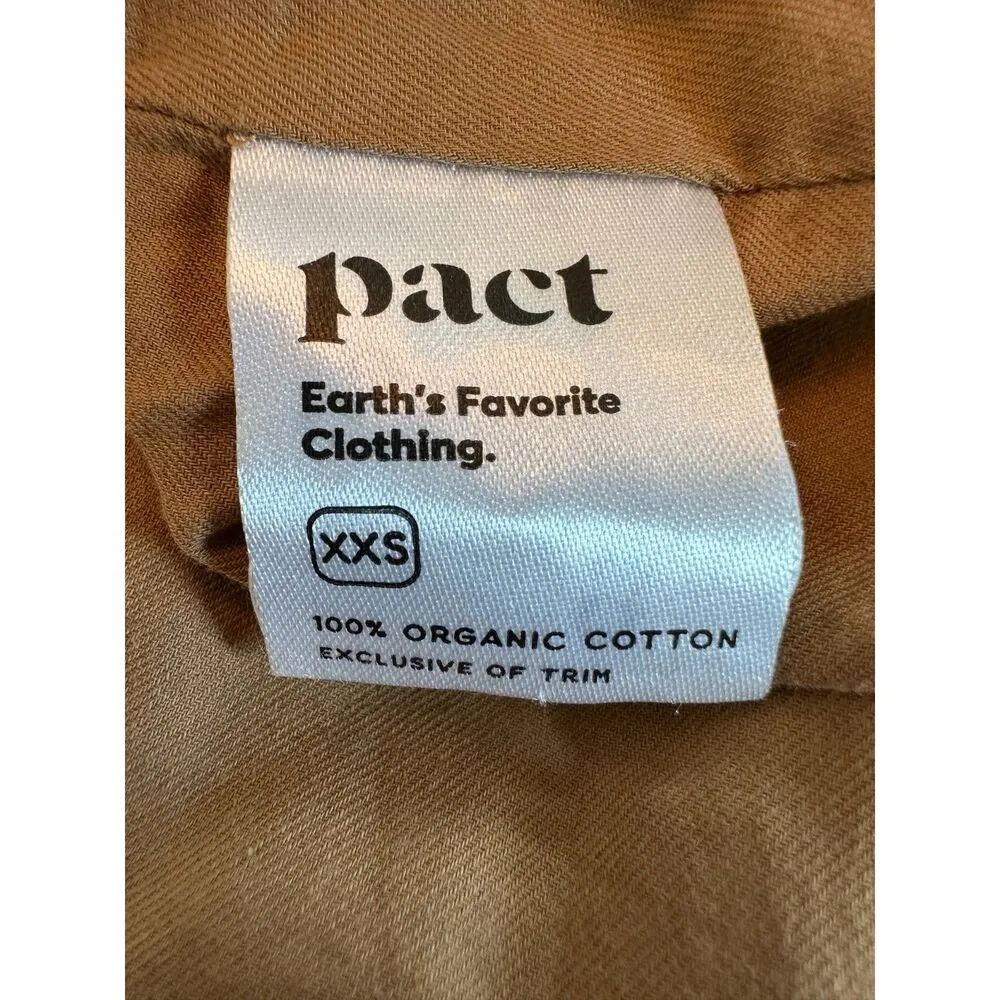 pact
Earth's Favorite
Clothing.
XXS
100% ORGANIC COTTON
EXCLUSIVE OF TRIM